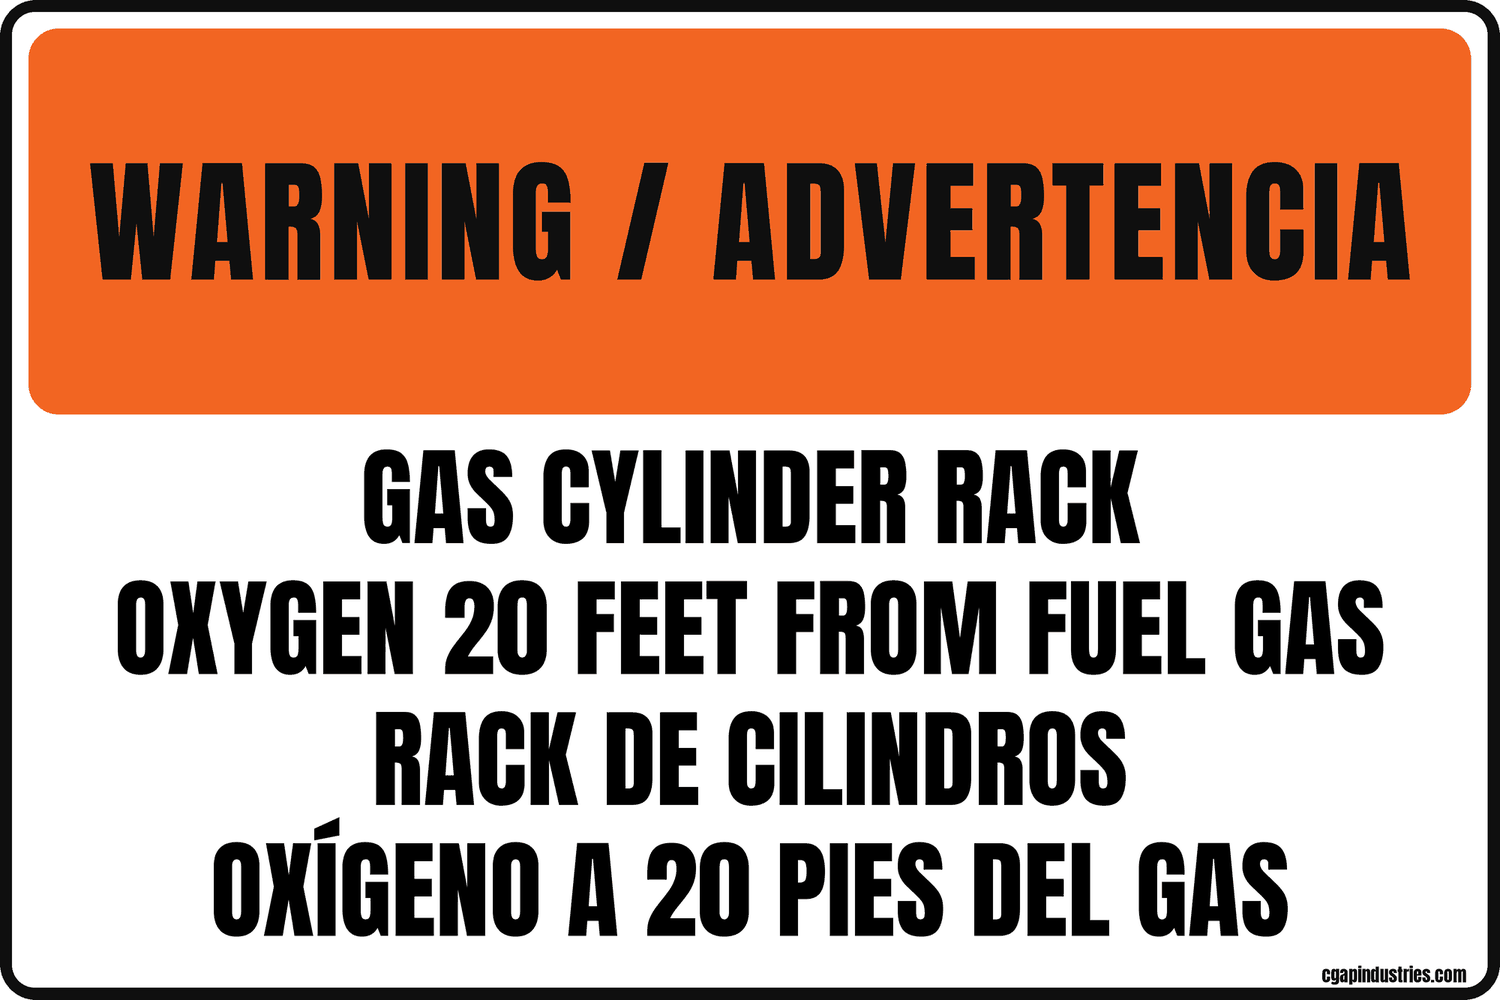 WARNING / ADVERTENCIA
GAS CYLINDER RACK
OXYGEN 20 FEET FROM FUEL GAS
RACK DE CILINDROS
OXÍGENO A 20 PIES DEL GAS
cgapindustries.com